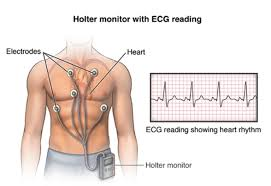 Holter monitor with ECG reading
Electrodes
Heart
ECG reading showing heart rhythm
Holter monitor